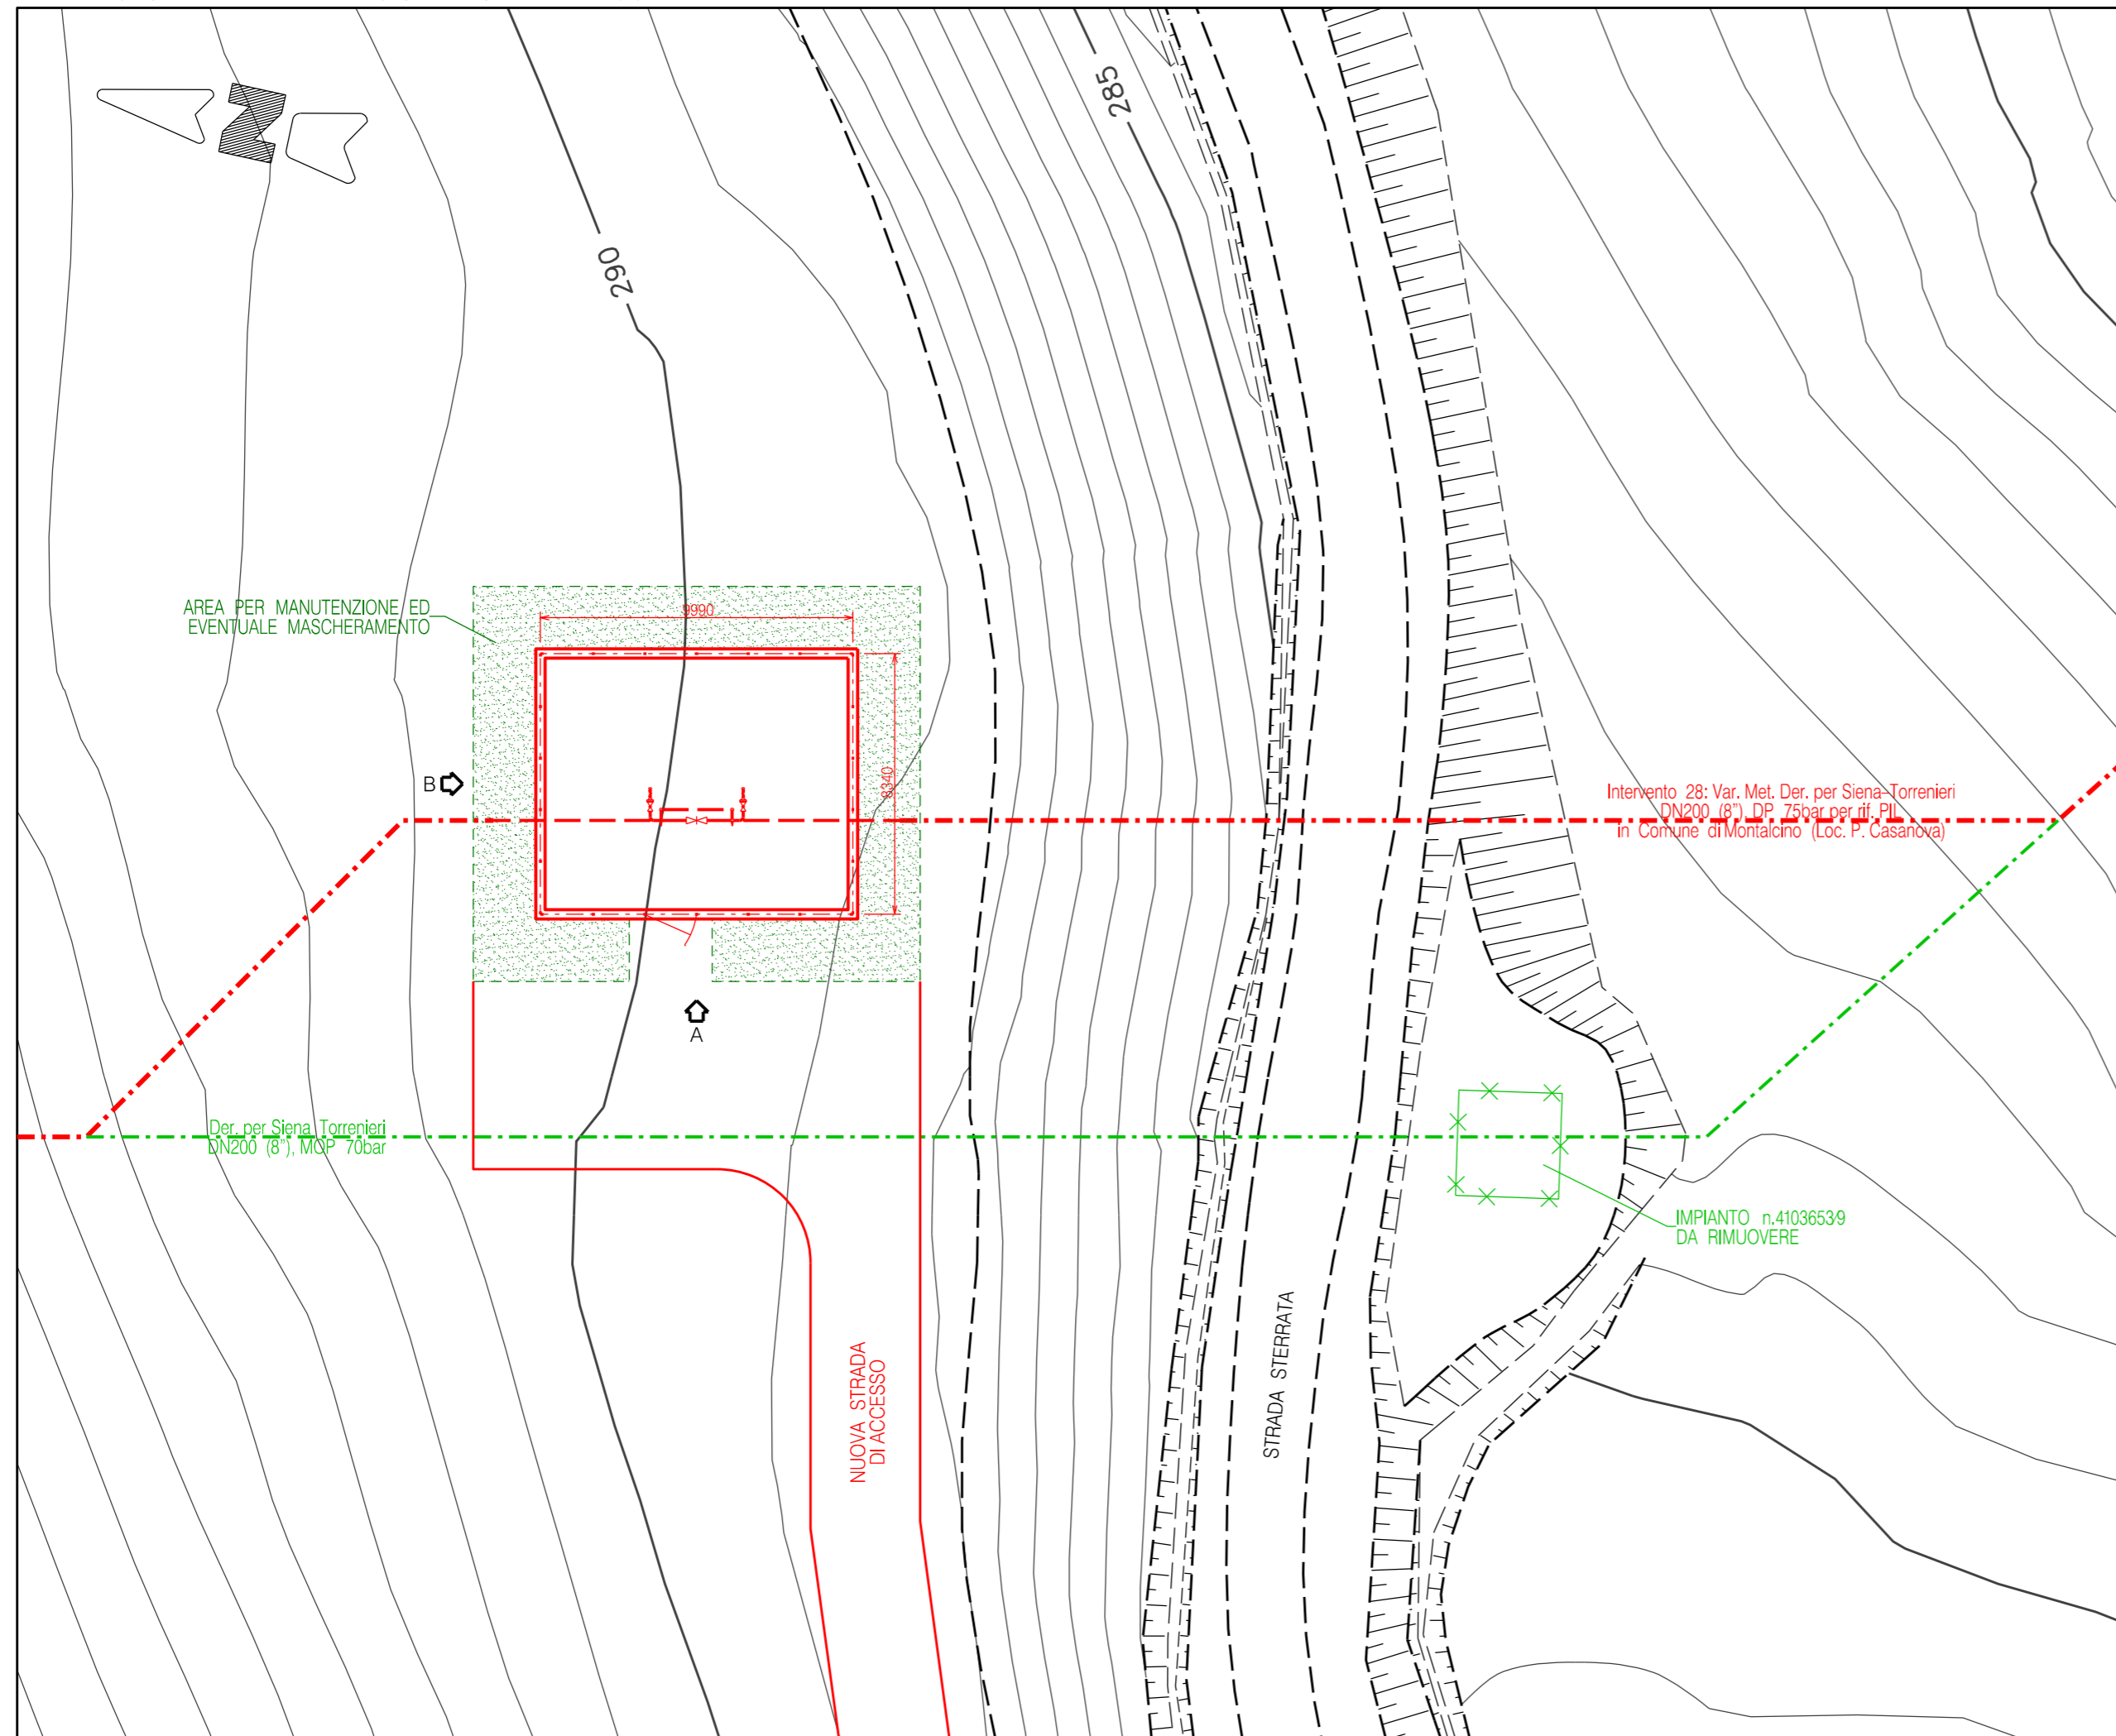 285
290
AREA PER MANUTENZIONE ED
EVENTUALE MASCHERAMENTO
9990
8340
B
A
Intervento 28: Var. Met. Der. per Siena-Torrenieri
DN200 (8"), DP 75bar per rif. PIL
in Comune di Montalcino (Loc. P. Casanova)
Der. per Siena Torrenieri
DN200 (8"), MOP 70bar
IMPIANTO n.4103653/9
DA RIMUOVERE
STRADA STERRATA
NUOVA STRADA
DI ACCESSO